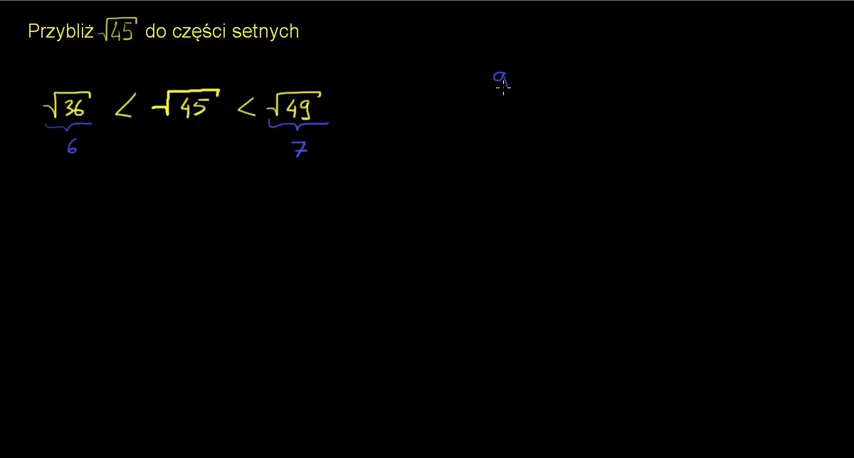 Przybliż √45 do części setnych
√36 < √45 < √49
6 7